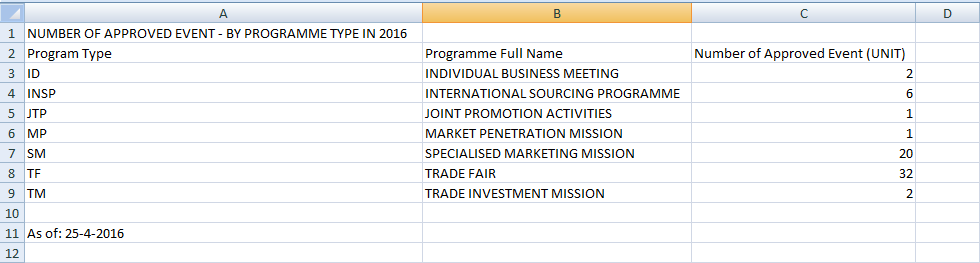 A B C D
1 NUMBER OF APPROVED EVENT - BY PROGRAMME TYPE IN 2016
2 Program Type Programme Full Name Number of Approved Event (UNIT)
3 ID INDIVIDUAL BUSINESS MEETING 2
4 INSP INTERNATIONAL SOURCING PROGRAMME 6
5 JTP JOINT PROMOTION ACTIVITIES 1
6 MP MARKET PENETRATION MISSION 1
7 SM SPECIALISED MARKETING MISSION 20
8 TF TRADE FAIR 32
9 TM TRADE INVESTMENT MISSION 2
10
11 As of: 25-4-2016
12